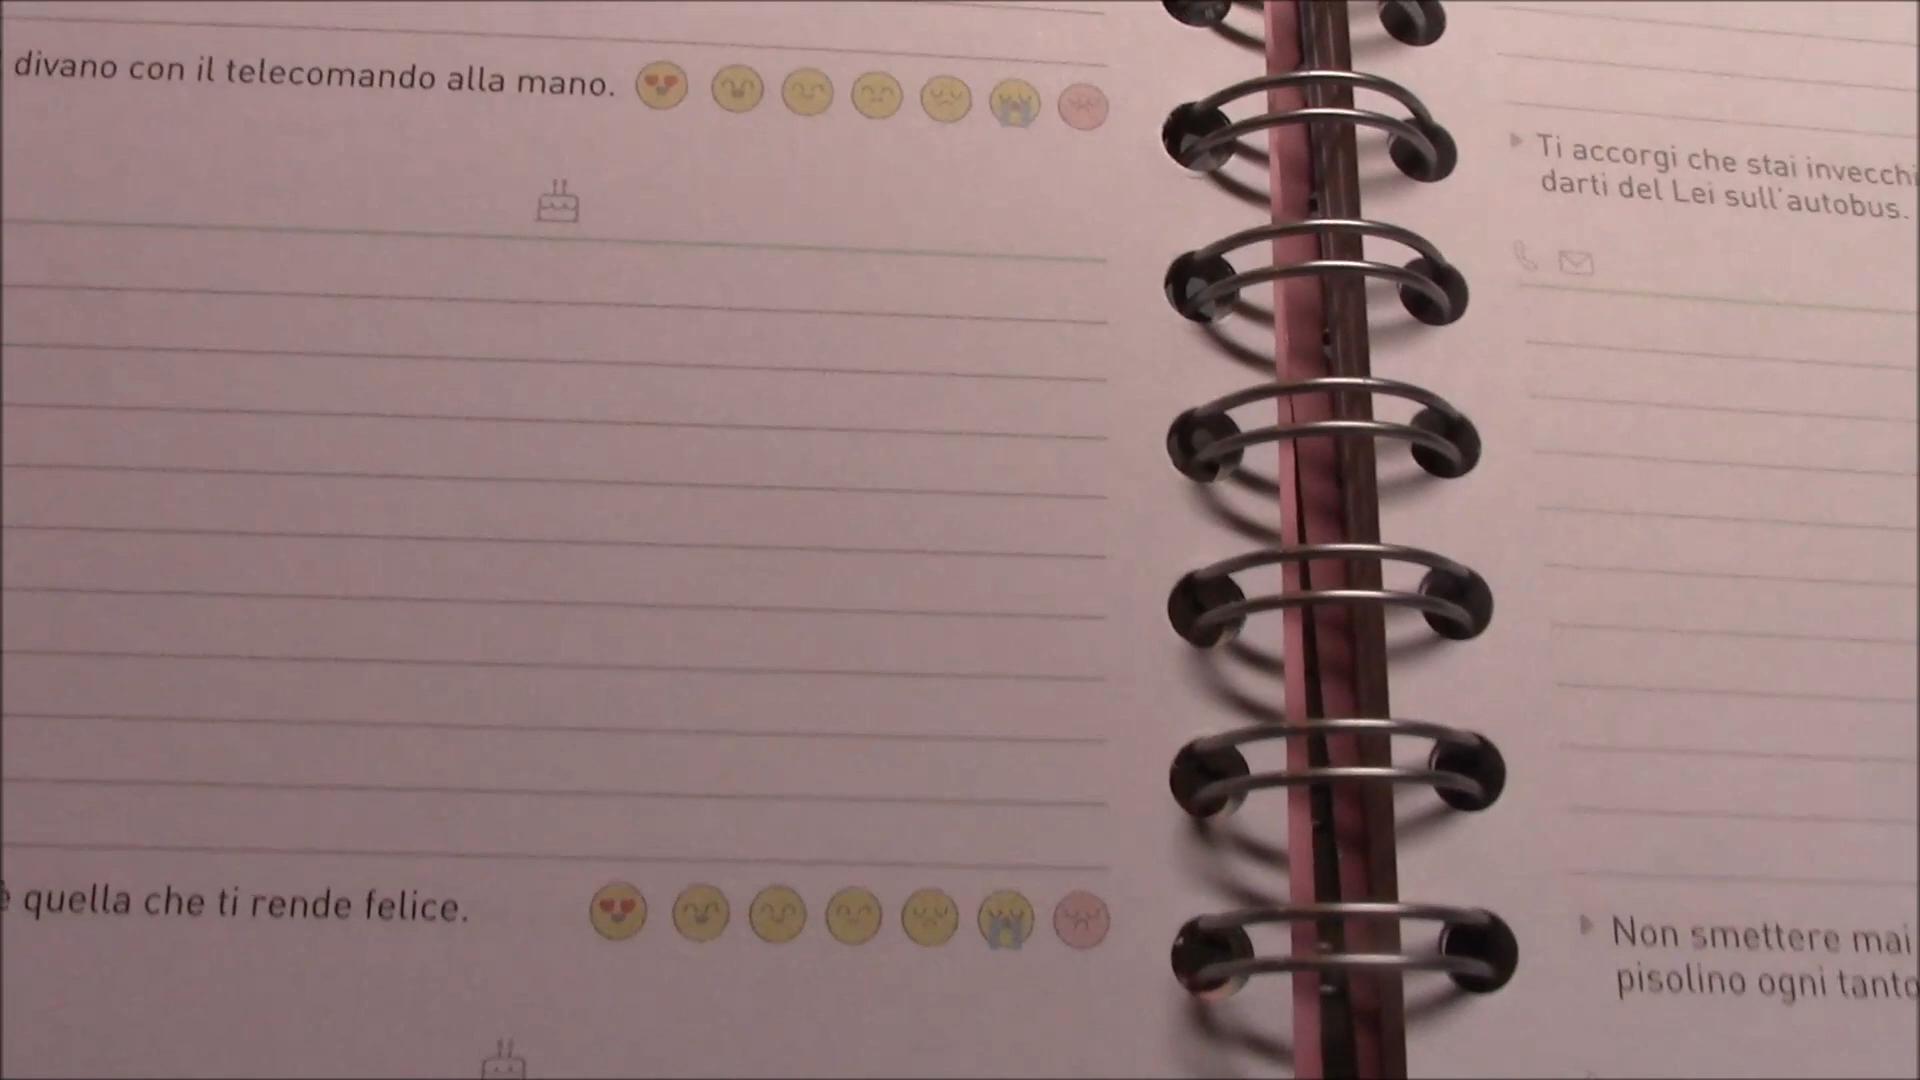 divano con il telecomando alla mano.
è quella che ti rende felice.
Ti accorgi che stai invecchi
darti del Lei sull'autobus.
Non smettere mai
pisolino ogni tanto